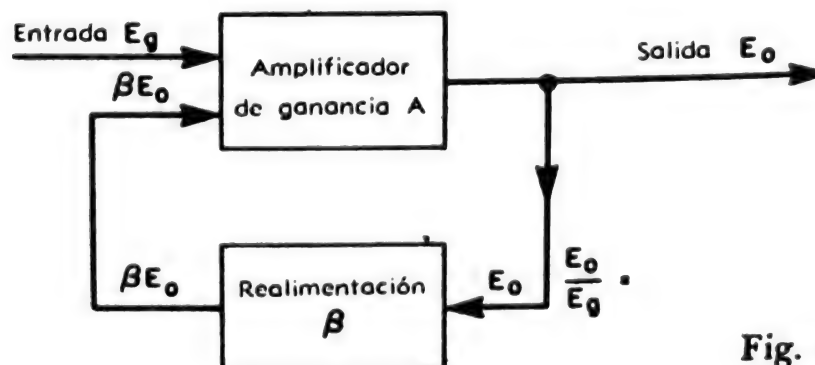 Entrada Eg
βEo
Amplificador
de ganancia A
Salida Eo
βEo
Realimentación
β
Eo
Eo
Eg
Fig.